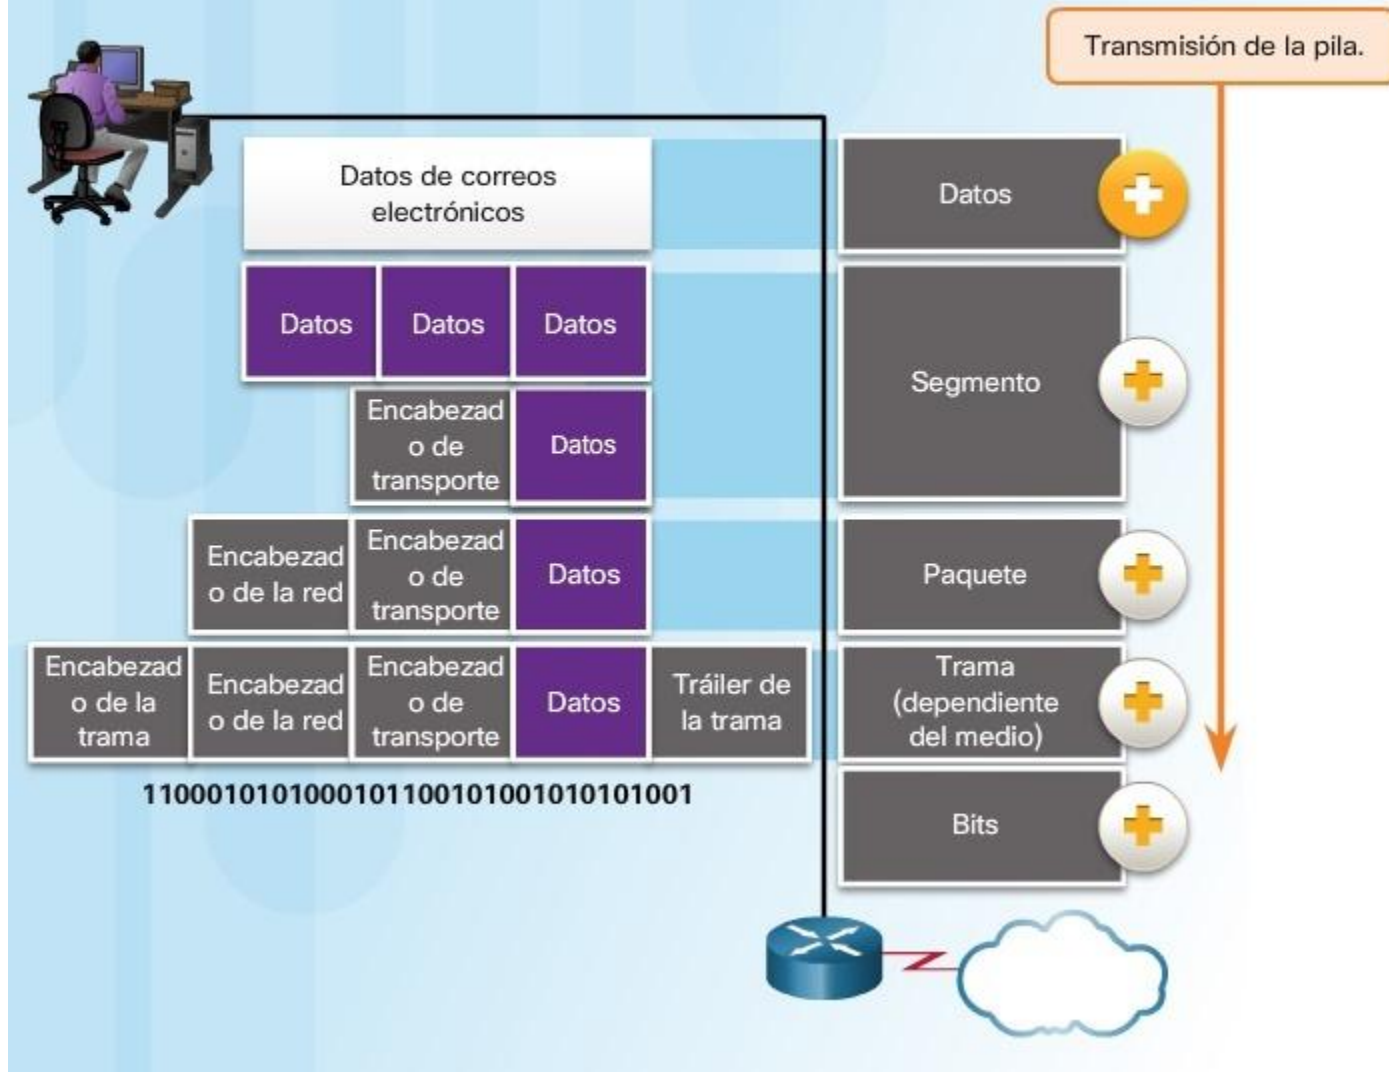 Transmisión de la pila.
Datos de correos
electrónicos
Datos
Datos
Datos
Datos
Segmento
Encabezad
o de
transporte
Datos
Encabezad
o de la red
Encabezad
o de
transporte
Datos
Paquete
Encabezad
o de la
trama
Encabezad
o de la red
Encabezad
o de
transporte
Datos
Tráiler de
la trama
Trama
(dependiente
del medio)
1100010101000101100101001010101001
Bits